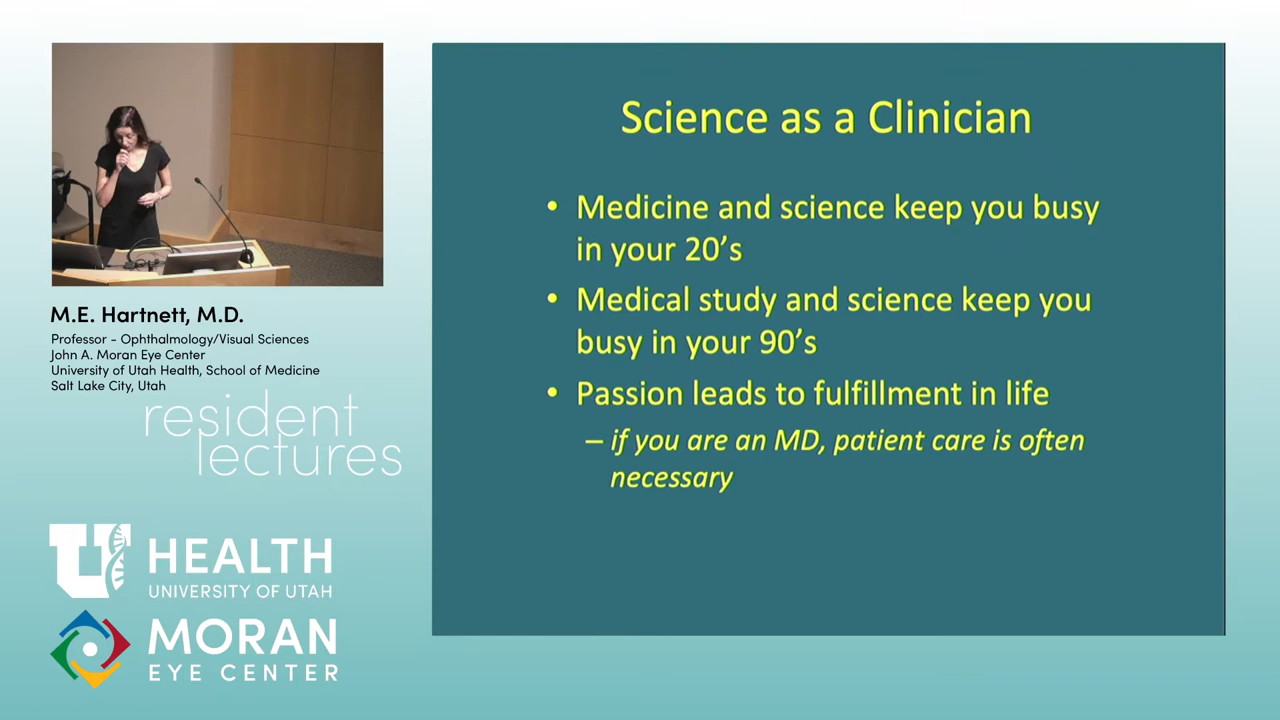 Science as a Clinician
• Medicine and science keep you busy
in your 20's
• Medical study and science keep you
busy in your 90's
• Passion leads to fulfillment in life
– if you are an MD, patient care is often
necessary
M.E. Hartnett, M.D.
Professor - Ophthalmology/Visual Sciences
John A. Moran Eye Center
University of Utah Health, School of Medicine
Salt Lake City, Utah
resident
lectures
U HEALTH
UNIVERSITY OF UTAH
MORAN
EYE CENTER